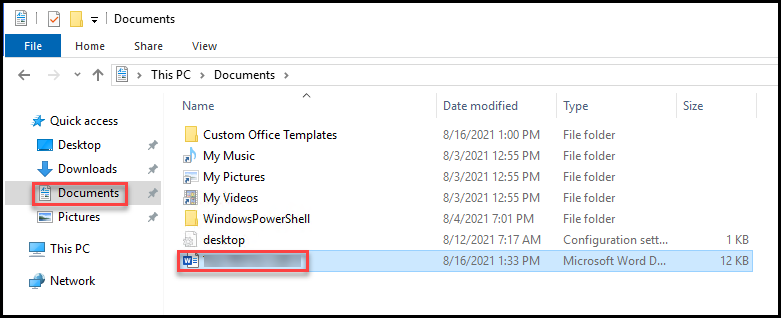 Documents
File Home Share View
This PC Documents
Name Date modified Type Size
Quick access
Desktop
Downloads
Documents
Pictures
This PC
Network
Custom Office Templates 8/16/2021 1:00 PM File folder
My Music 8/3/2021 12:55 PM File folder
My Pictures 8/3/2021 12:55 PM File folder
My Videos 8/3/2021 12:55 PM File folder
WindowsPowerShell 8/4/2021 7:01 PM File folder
desktop 8/12/2021 7:17 AM Configuration sett... 1 KB
8/16/2021 1:33 PM Microsoft Word D... 12 KB